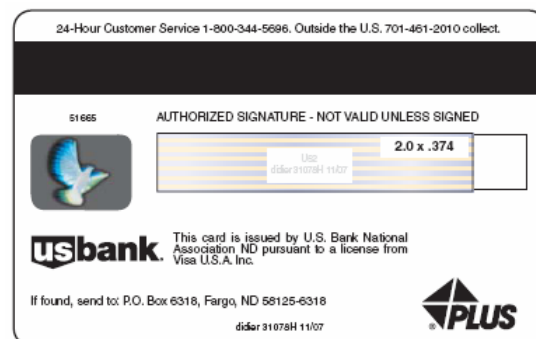 24-Hour Customer Service 1-800-344-5696. Outside the U.S. 701-461-2010 collect.
51665
AUTHORIZED SIGNATURE - NOT VALID UNLESS SIGNED
2.0 x .374
didier 31078H 11/07
usbank.
This card is issued by U.S. Bank National
Association ND pursuant to a license from
Visa U.S.A. Inc.
If found, send to: P.O. Box 6318, Fargo, ND 58125-6318
didier 31078H 11/07
® PLUS